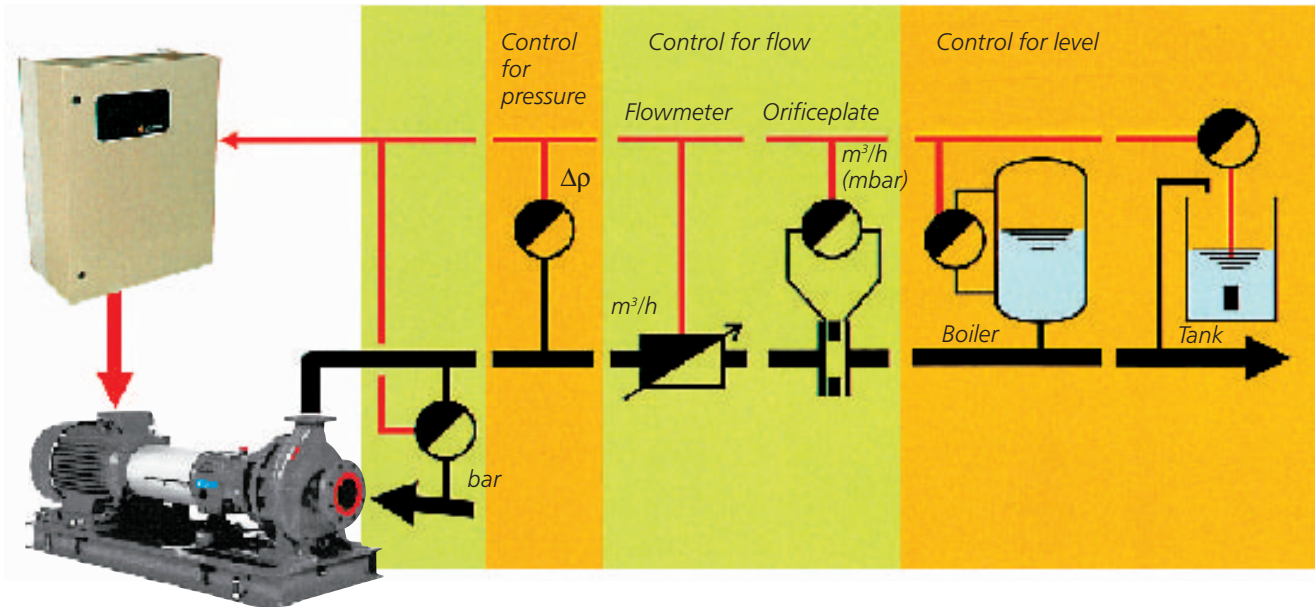 Control
for
pressure
Control for flow
Control for level
Flowmeter
Orificeplate
m³/h
(mbar)
Δρ
m³/h
Boiler
Tank
bar